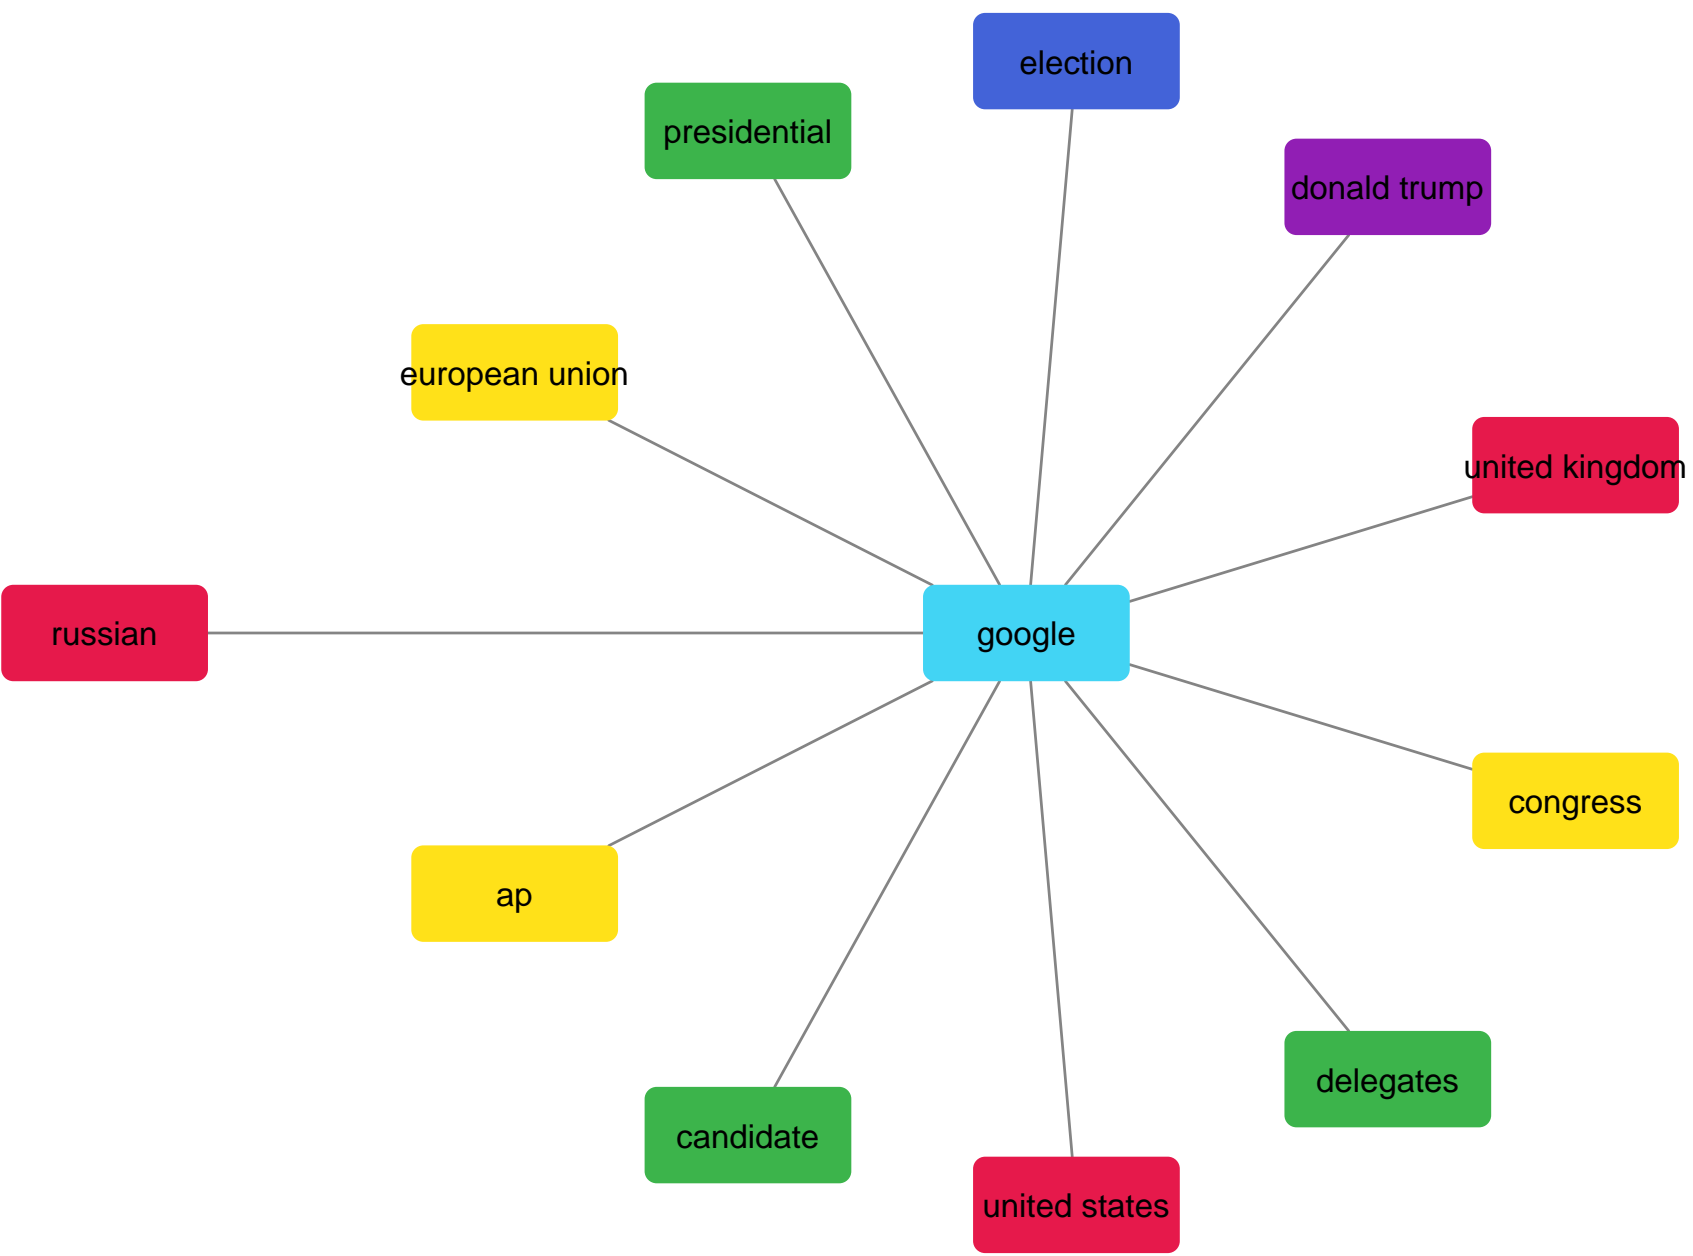 election
presidential
donald trump
european union
united kingdom
russian
google
congress
ap
delegates
candidate
united states